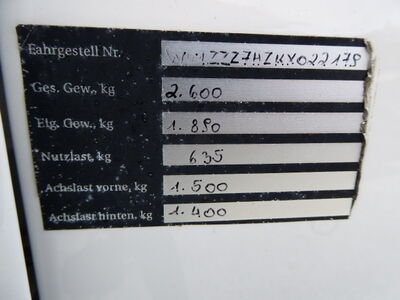 Fahrgestell Nr. WV1ZZZ7HZKX022179
Ges. Gew., kg 2.600
Eig. Gew., kg 1.890
Nutzlast, kg 635
Achslast vorne, kg 1.500
Achslast hinten, kg 1.400